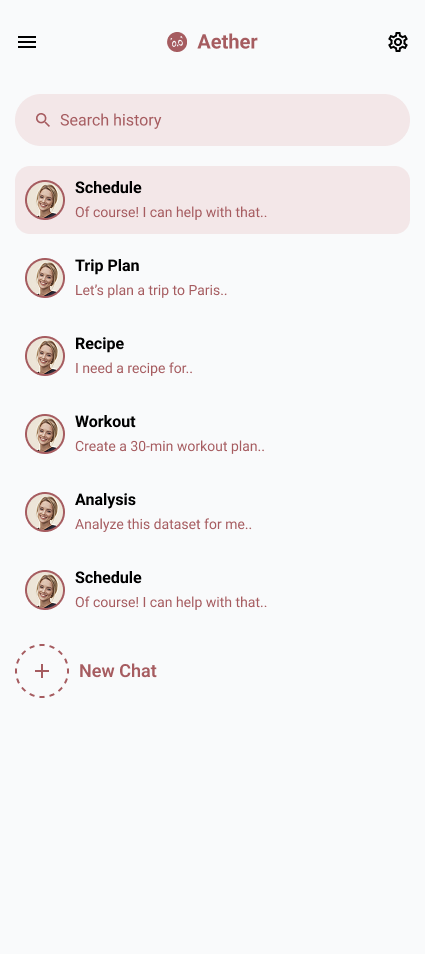 Aether
Search history
Schedule
Of course! I can help with that..
Trip Plan
Let's plan a trip to Paris..
Recipe
I need a recipe for..
Workout
Create a 30-min workout plan..
Analysis
Analyze this dataset for me..
Schedule
Of course! I can help with that..
New Chat